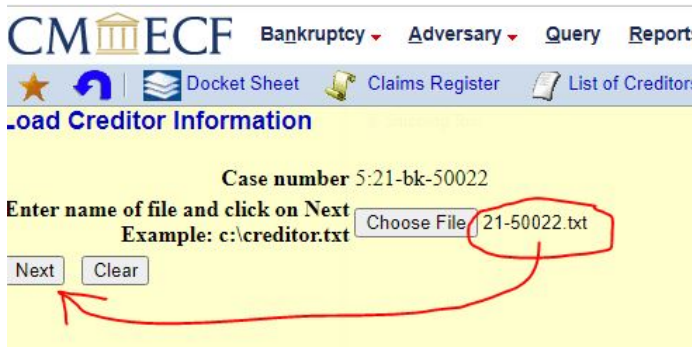 CM ECF Bankruptcy Adversary Query Reports
Docket Sheet Claims Register List of Creditors
Load Creditor Information
Case number 5:21-bk-50022
Enter name of file and click on Next Choose File 21-50022.txt
Example: c:\creditor.txt
Next Clear